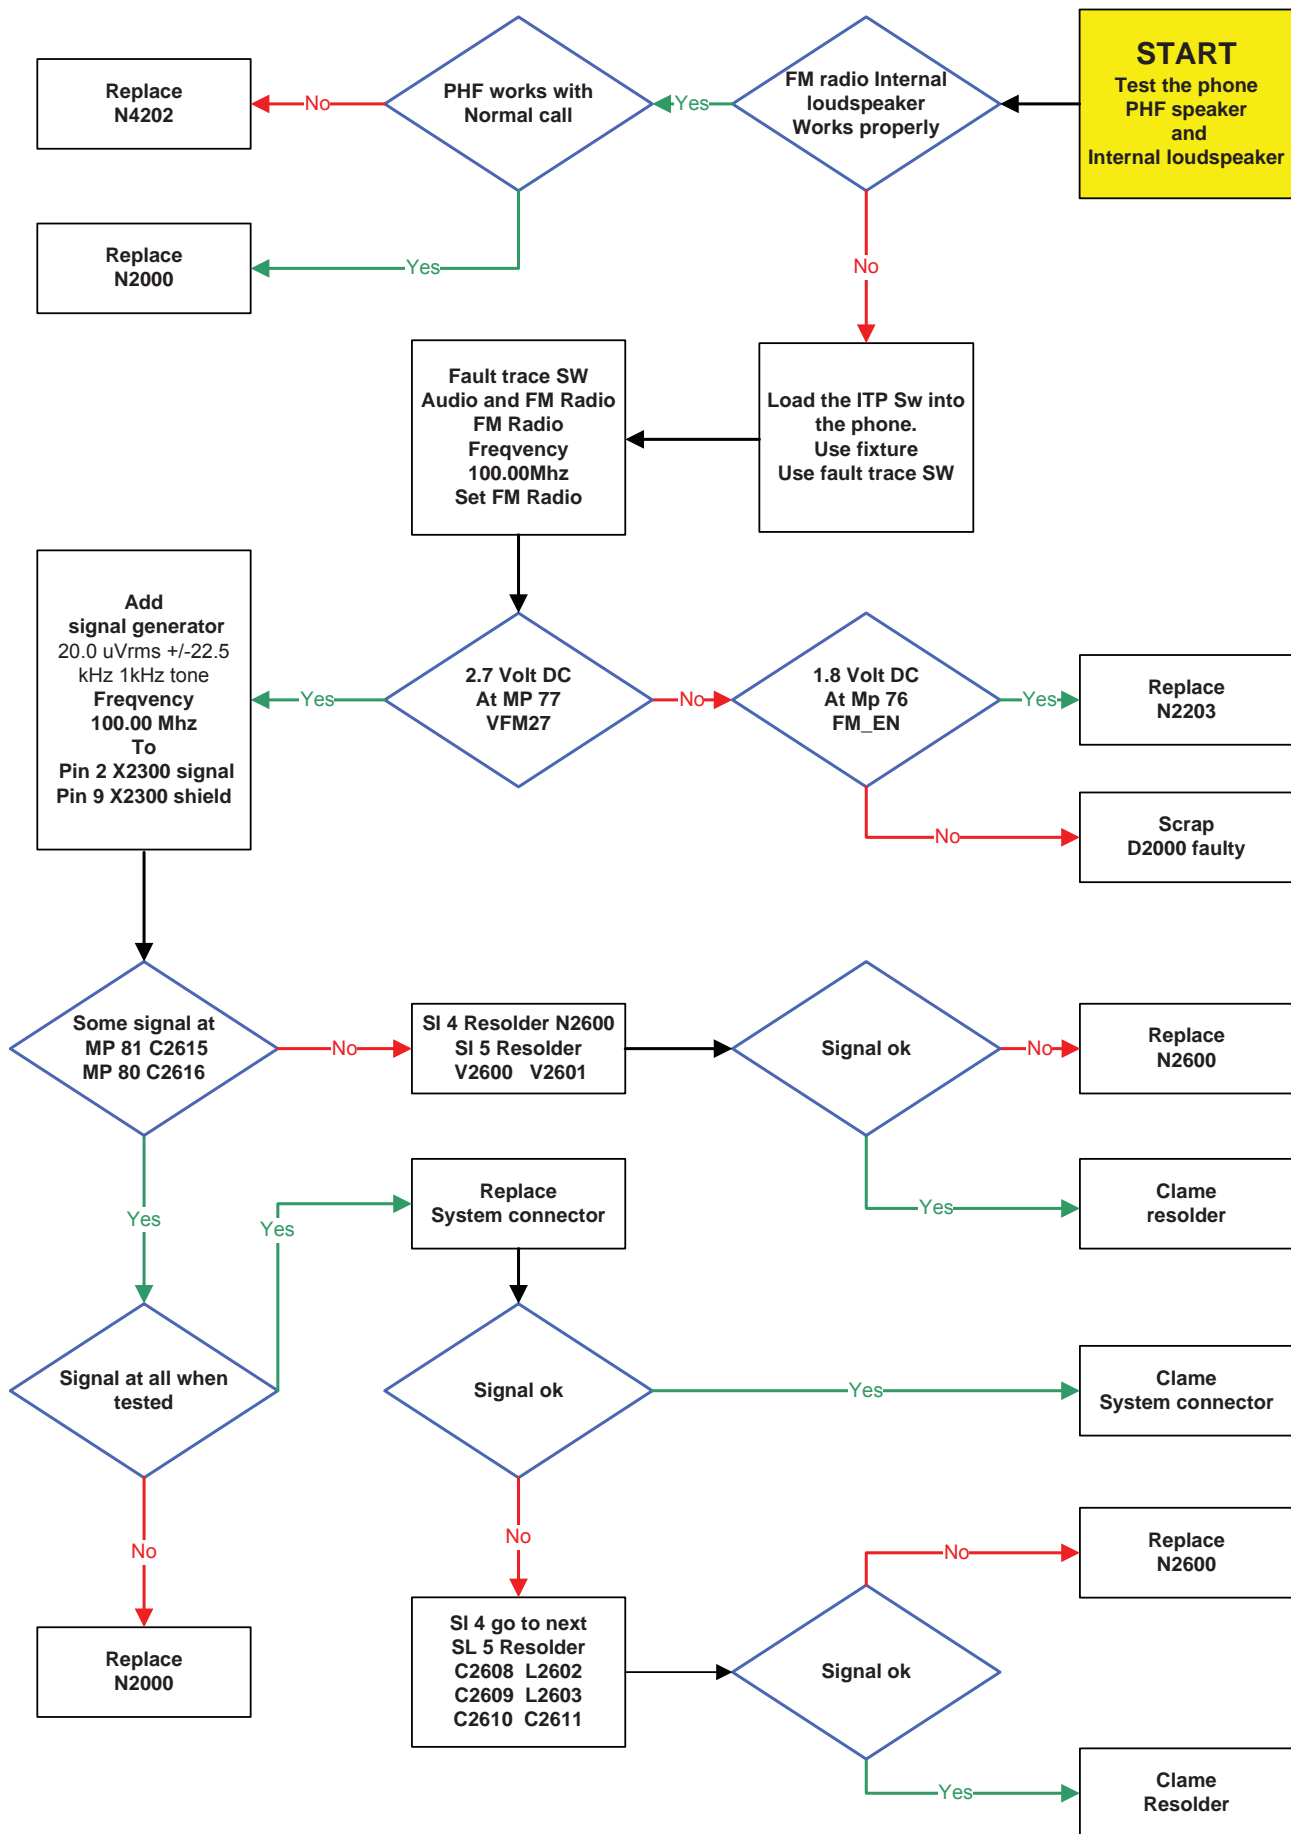 START
Test the phone
PHF speaker
and
Internal loudspeaker
FM radio Internal
loudspeaker
Works properly
Yes
PHF works with
Normal call
No
Replace
N4202
Yes
Replace
N2000
No
Load the ITP Sw into
the phone.
Use fixture
Use fault trace SW
Fault trace SW
Audio and FM Radio
FM Radio
Freqvency
100.00Mhz
Set FM Radio
2.7 Volt DC
At MP 77
VFM27
No
1.8 Volt DC
At Mp 76
FM_EN
Yes
Replace
N2203
No
Scrap
D2000 faulty
Yes
Add
signal generator
20.0 uVrms +/-22.5
kHz 1kHz tone
Freqvency
100.00 Mhz
To
Pin 2 X2300 signal
Pin 9 X2300 shield
Some signal at
MP 81 C2615
MP 80 C2616
No
SI 4 Resolder N2600
SI 5 Resolder
V2600 V2601
Signal ok
No
Replace
N2600
Yes
Clame
resolder
Yes
Signal at all when
tested
Yes
Replace
System connector
Signal ok
Yes
Clame
System connector
No
Replace
N2000
No
SI 4 go to next
SL 5 Resolder
C2608 L2602
C2609 L2603
C2610 C2611
Signal ok
No
Replace
N2600
Yes
Clame
Resolder